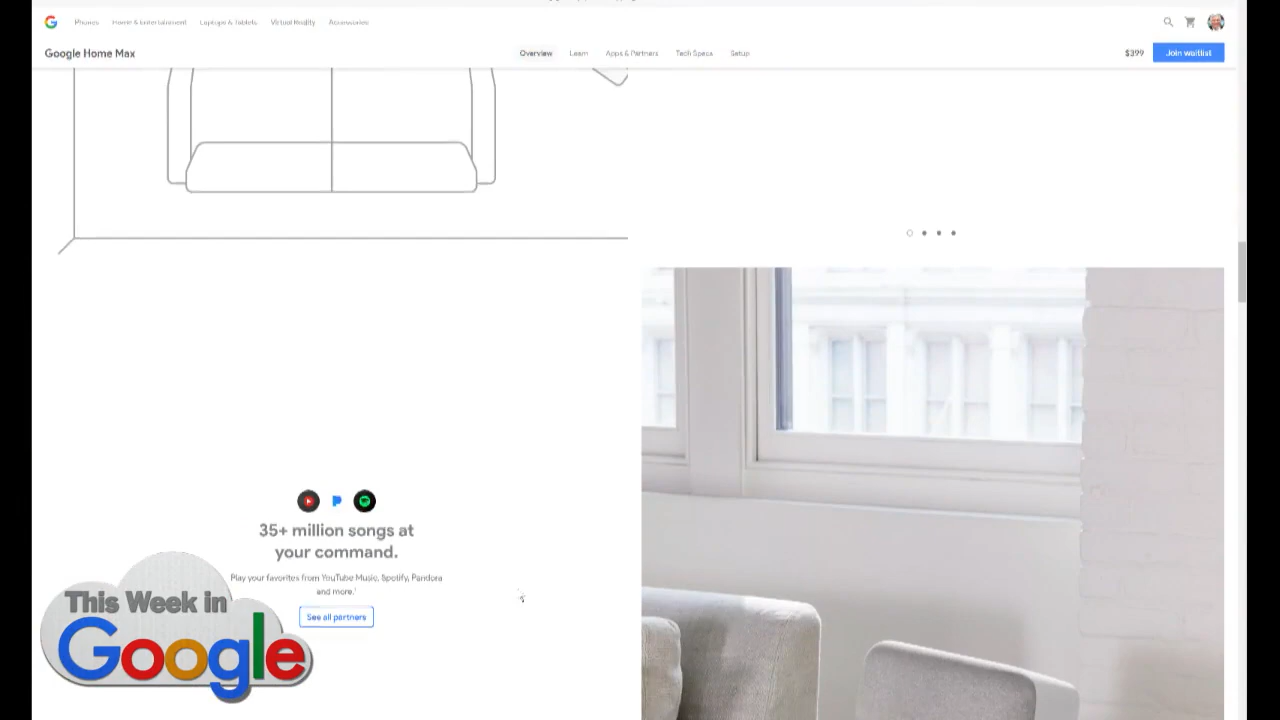 Phones Home & Entertainment Laptops & Tablets Virtual Reality Accessories
Google Home Max
Overview Learn Apps & Partners Tech Specs Setup
$399 Join waitlist
35+ million songs at
your command.
Play your favorites from YouTube Music, Spotify, Pandora
and more.¹
See all partners
This Week in
Google